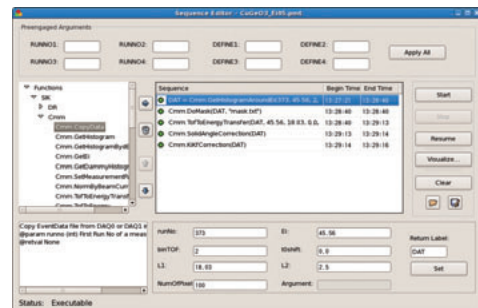 Sequence Editor - CuGeO3_Ei45.pmt
Preengaged Arguments
RUNNO1: RUNNO2: DEFINE1: DEFINE2:
Apply All
RUNNO3: RUNNO4: DEFINE3: DEFINE4:
Functions
SIK
DR
Cmm
Cmm.CopyData
Cmm.GetHistogram
Cmm.GetEi
Cmm.NormByBeamCurr
Cmm.TofToEnergyTransf
Sequence Begin Time End Time
DAT = Cmm.GetHistogramAroundEi(373, 45.56, 2, 13:27:21 13:28:40
Cmm.DoMask(DAT, "mask.txt") 13:28:40 13:28:40
Cmm.TofToEnergyTransfer(DAT, 45.56, 18.03, 0.0, 13:28:40 13:29:13
Cmm.SolidAngleCorrection(DAT) 13:29:13 13:29:14
Cmm.KiKfCorrection(DAT) 13:29:14 13:29:16
Start
Stop
Resume
Visualize...
Clear
Copy EventData file from DAQ0 or DAQ1
@param runno (int) First Run No of a meas
@retval None
runNo: 373 Ei: 45.56
binTOF: 2 t0shift: 0.0
L1: 18.03 L2: 2.5
NumOfPixel 100 Argument:
Return Label:
DAT
Set
Status: Executable